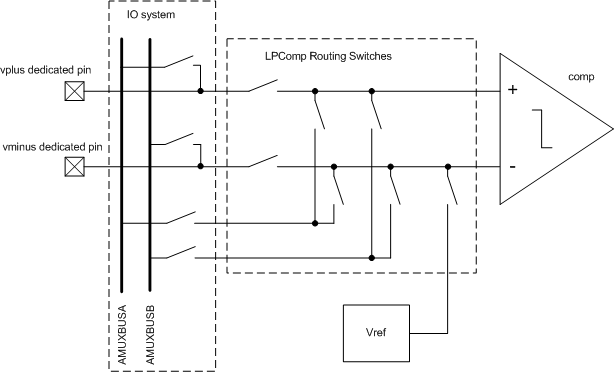 IO system
LPComp Routing Switches
vplus dedicated pin
comp
+
vminus dedicated pin
-
AMUXBUSA
AMUXBUSB
Vref